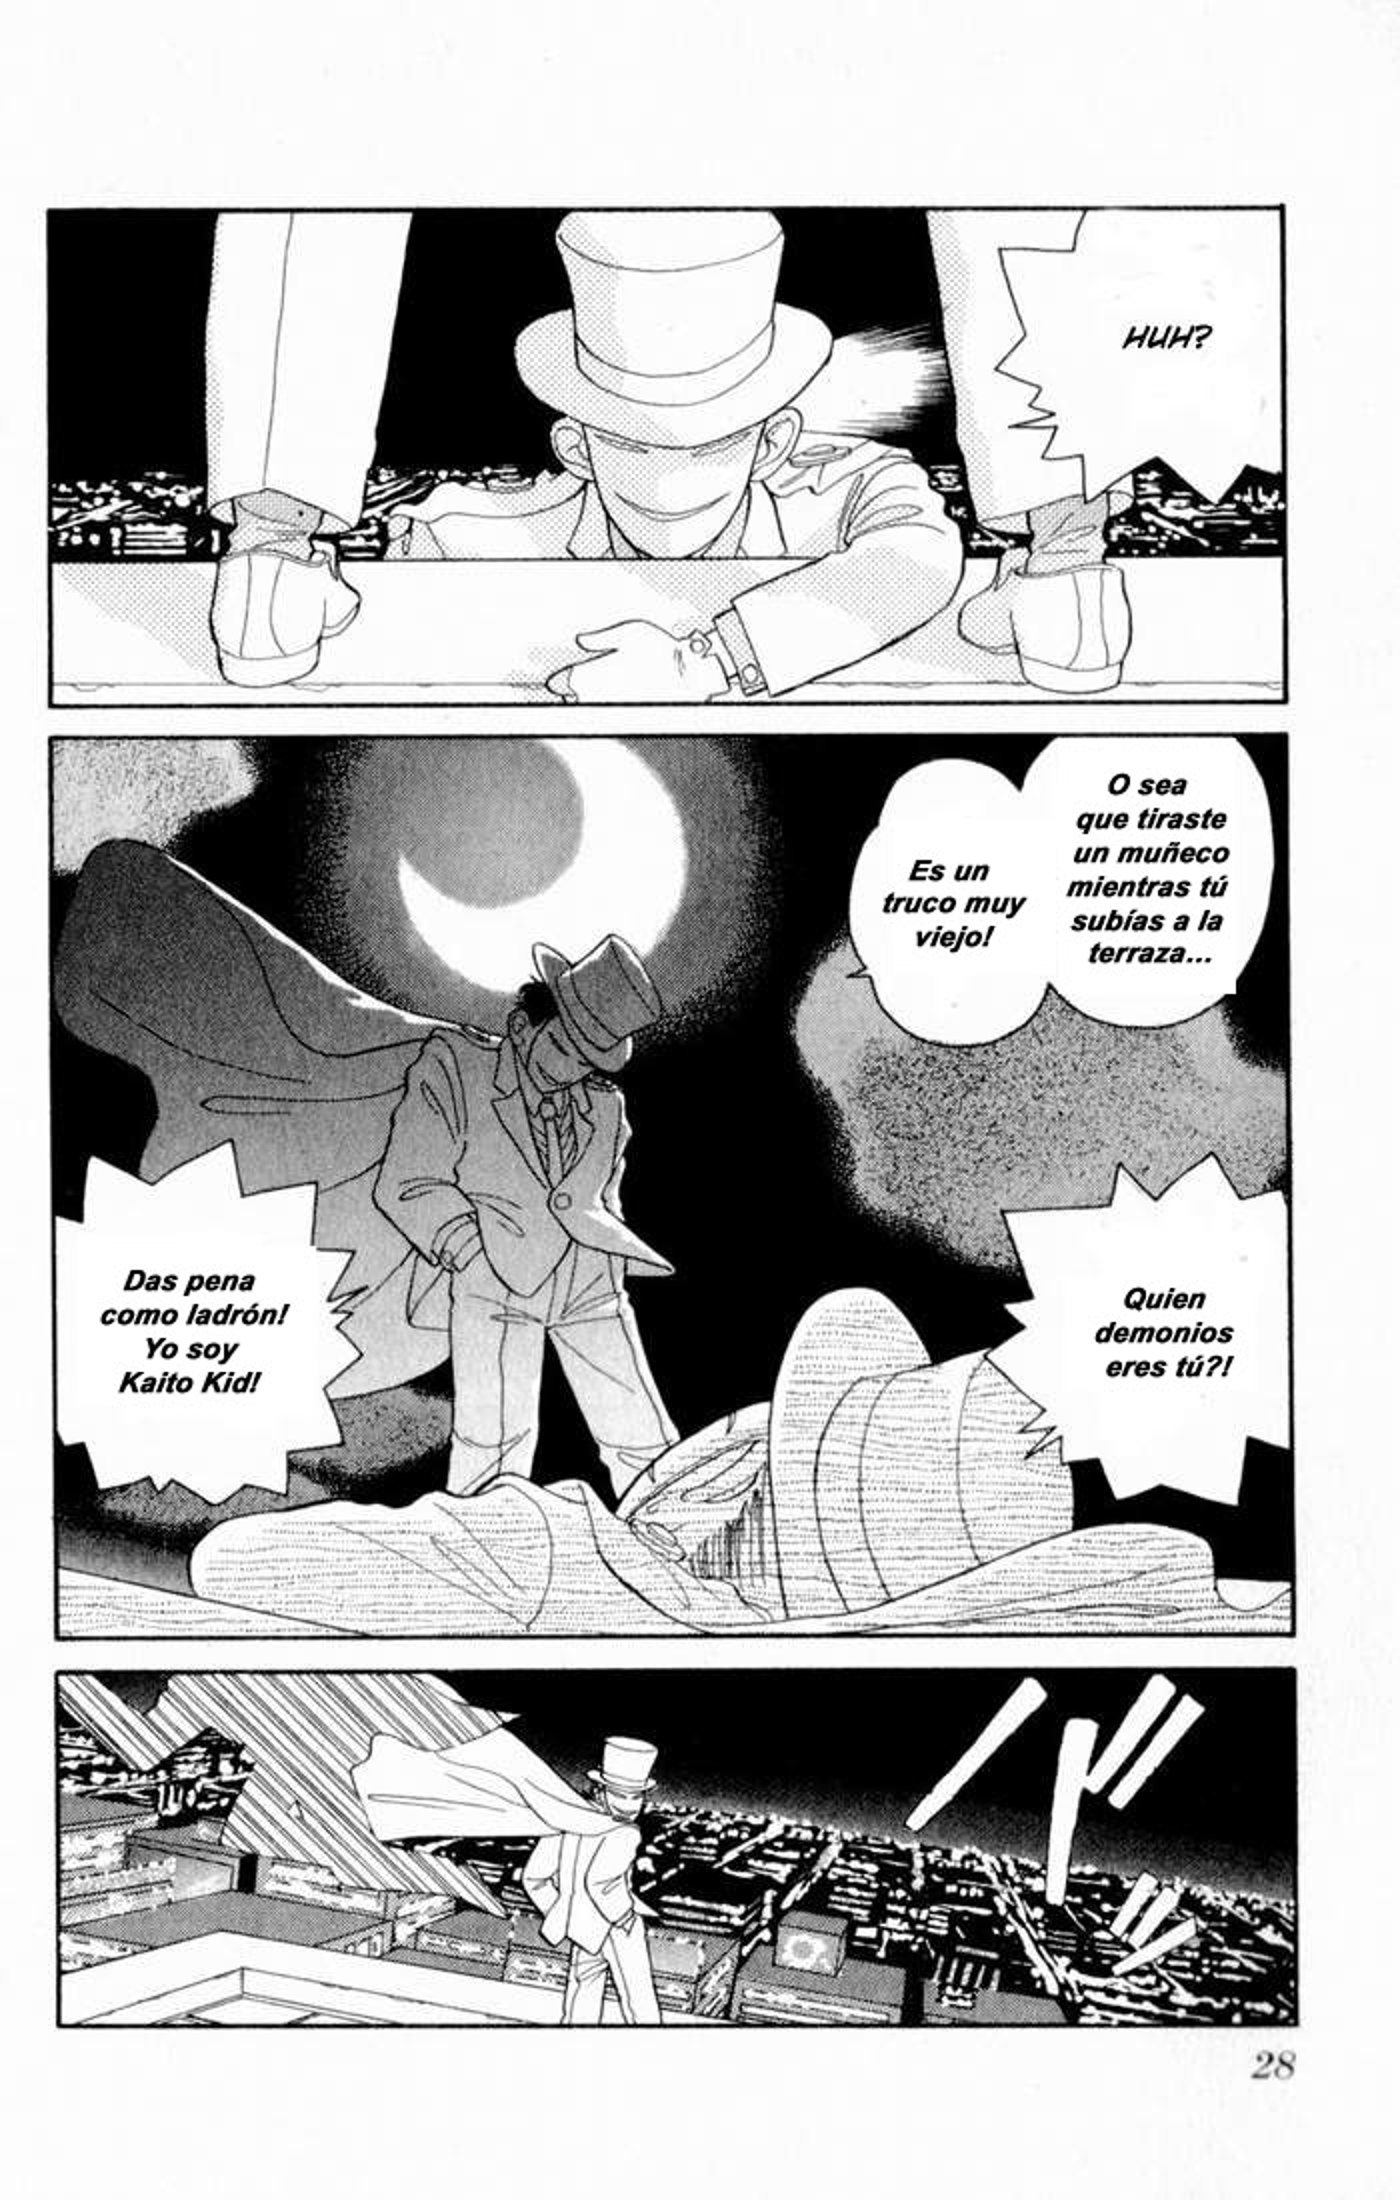 HUH?
O sea
que tiraste
un muñeco
mientras tú
subías a la
terraza...
Es un
truco muy
viejo!
Quien
demonios
eres tú?!
Das pena
como ladrón!
Yo soy
Kaito Kid!
28